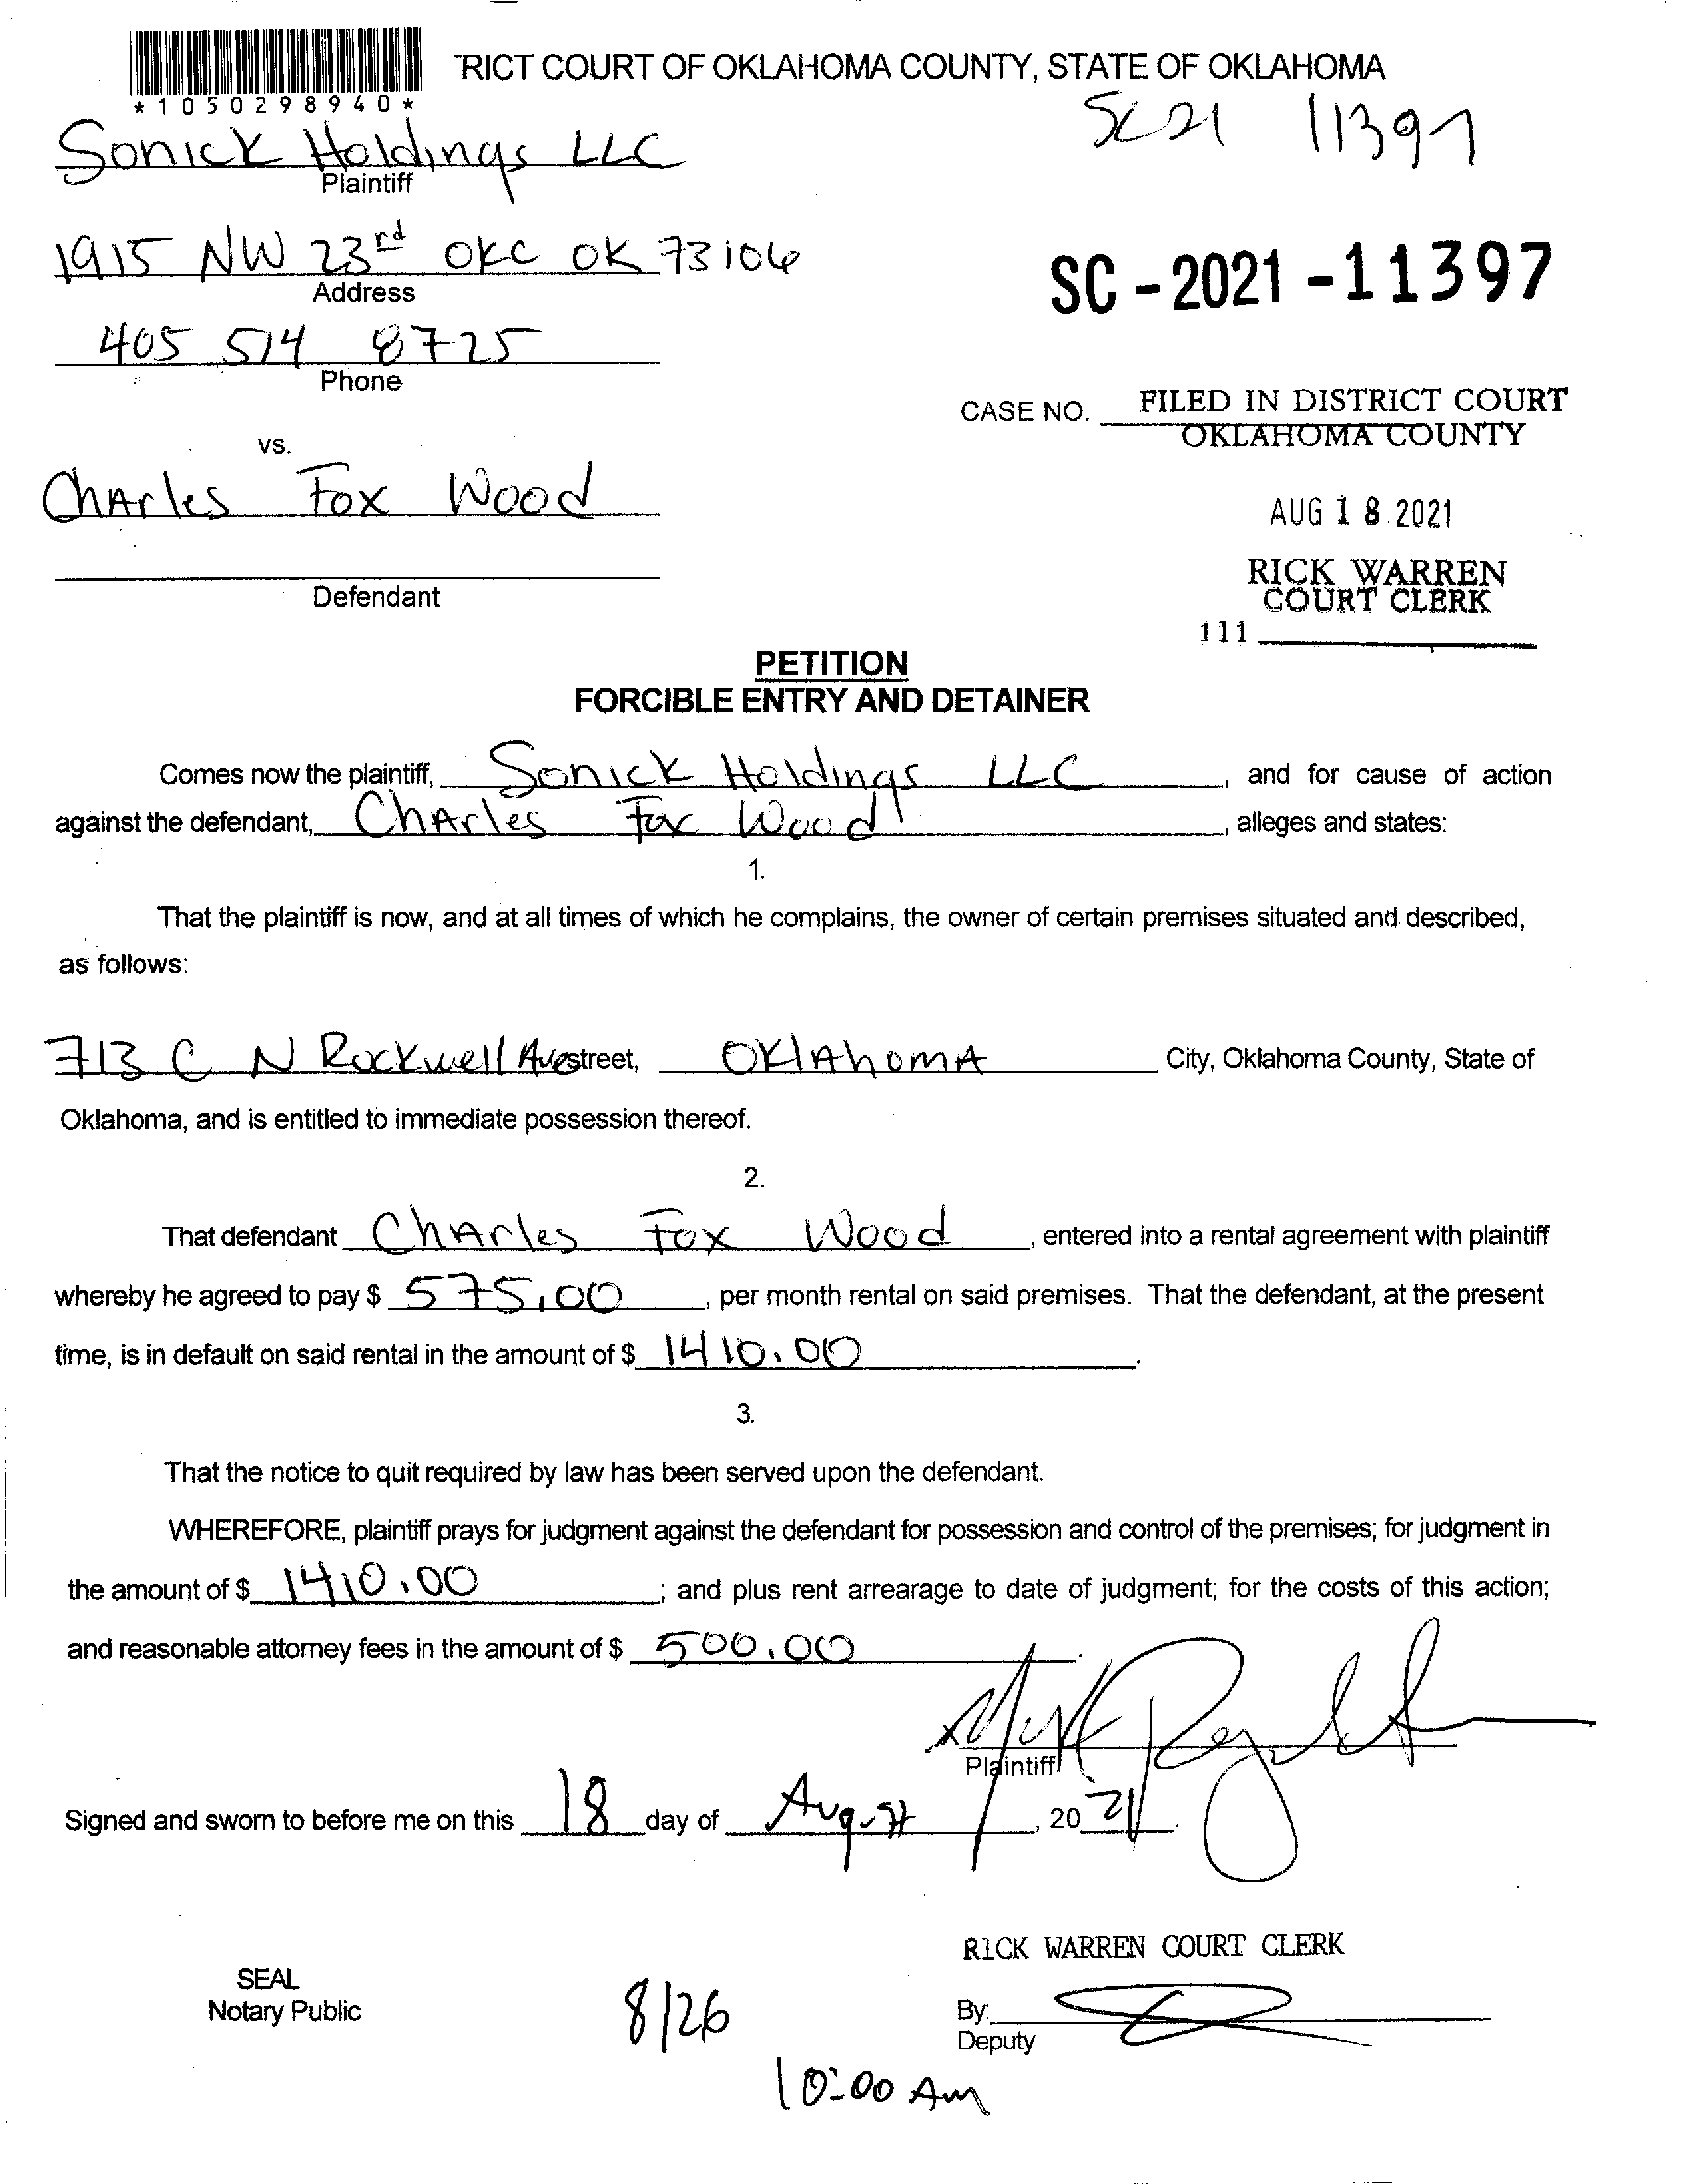 TRICT COURT OF OKLAHOMA COUNTY, STATE OF OKLAHOMA
*1050298940*
SC 21 11397
Sonick Holdings LLC
Plaintiff
1915 NW 23rd OKC OK 73106
Address
SC-2021-11397
405 514 8725
Phone
CASE NO. FILED IN DISTRICT COURT
OKLAHOMA COUNTY
vs.
Charles Fox Wood
AUG 18 2021
Defendant
RICK WARREN
COURT CLERK
111
PETITION
FORCIBLE ENTRY AND DETAINER
Comes now the plaintiff, Sonick Holdings LLC, and for cause of action
against the defendant, Charles Fox Wood, alleges and states:
1.
That the plaintiff is now, and at all times of which he complains, the owner of certain premises situated and described,
as follows:
713 C N Rockwell Ave street, Oklahoma City, Oklahoma County, State of
Oklahoma, and is entitled to immediate possession thereof.
2.
That defendant Charles Fox Wood, entered into a rental agreement with plaintiff
whereby he agreed to pay $ 575.00, per month rental on said premises. That the defendant, at the present
time, is in default on said rental in the amount of $ 1410.00.
3.
That the notice to quit required by law has been served upon the defendant.
WHEREFORE, plaintiff prays for judgment against the defendant for possession and control of the premises; for judgment in
the amount of $ 1410.00; and plus rent arrearage to date of judgment; for the costs of this action;
and reasonable attorney fees in the amount of $ 500.00.
Plaintiff
Signed and sworn to before me on this 18 day of August, 20 21.
RICK WARREN COURT CLERK
SEAL
Notary Public
8/26
By:
Deputy
10:00 Am